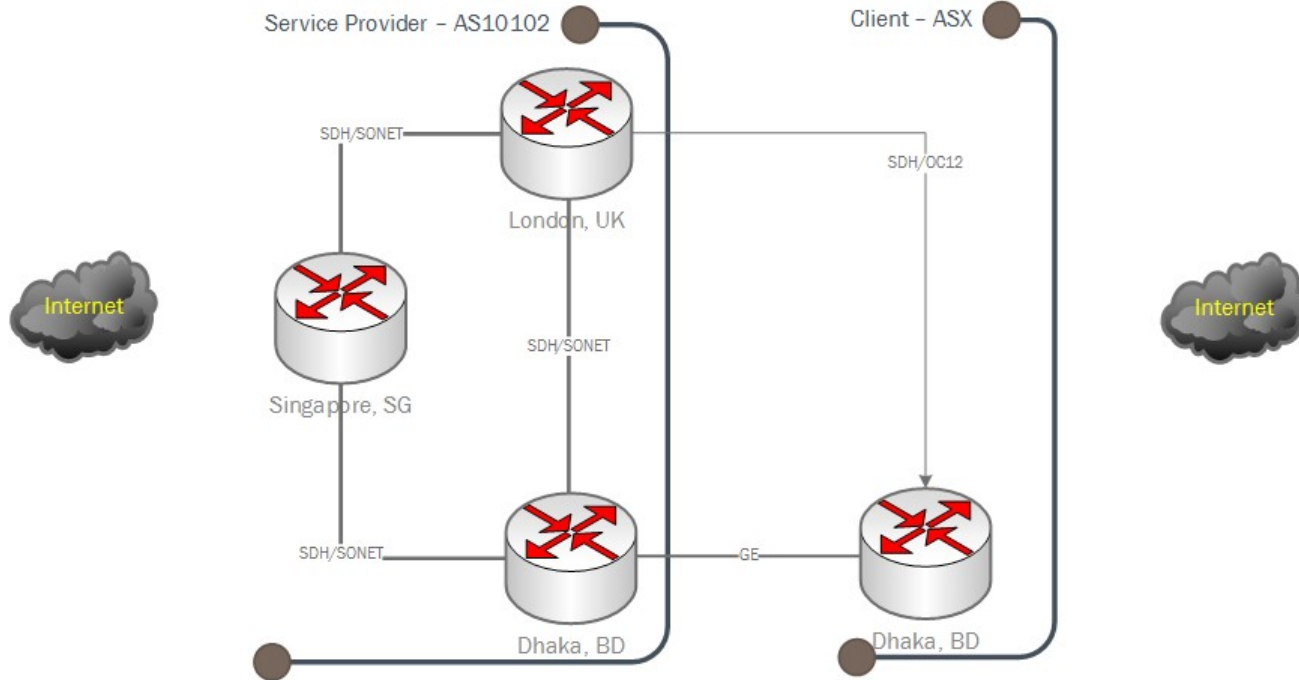 Service Provider – AS10102
Client – ASX
SDH/SONET
SDH/OC12
London, UK
Internet
Internet
SDH/SONET
Singapore, SG
SDH/SONET
GE
Dhaka, BD
Dhaka, BD